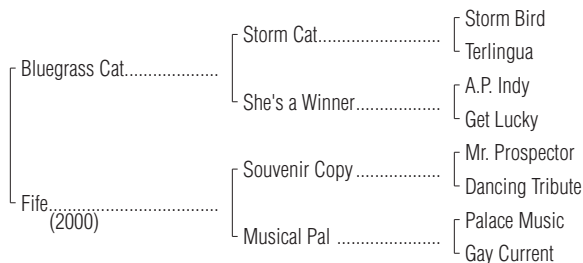 Storm Bird
Storm Cat..............................
Terlingua
Bluegrass Cat.......................
A.P. Indy
She's a Winner.....................
Get Lucky
Mr. Prospector
Souvenir Copy.....................
Dancing Tribute
Fife..........................................
(2000)
Palace Music
Musical Pal .........................
Gay Current